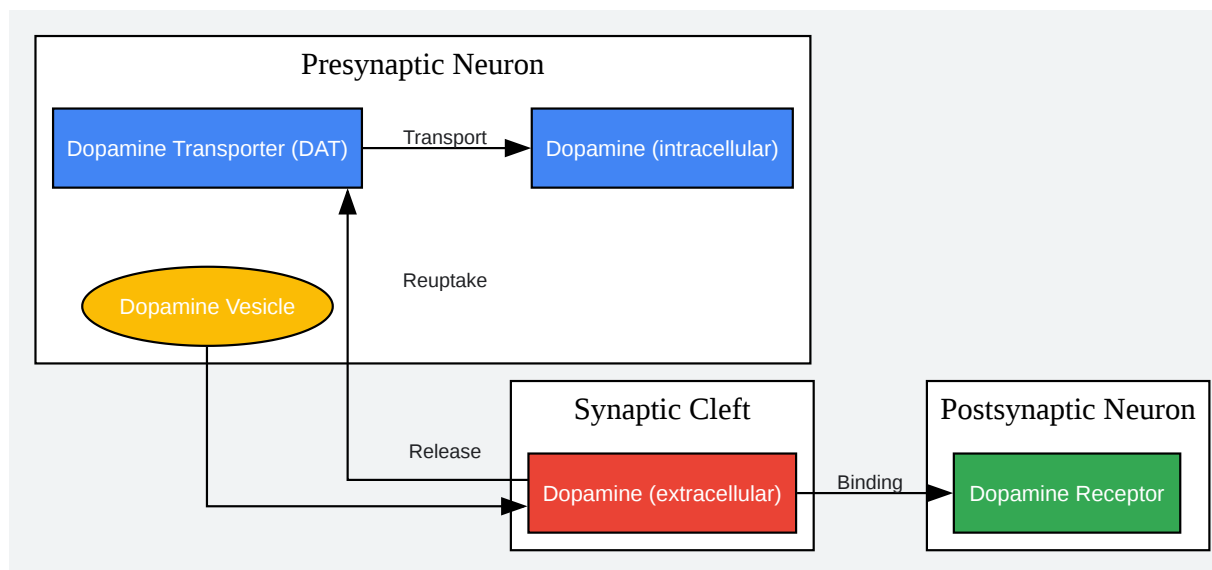 Presynaptic Neuron
Dopamine Transporter (DAT)
Transport
Dopamine (intracellular)
Reuptake
Dopamine Vesicle
Synaptic Cleft
Postsynaptic Neuron
Release
Dopamine (extracellular)
Binding
Dopamine Receptor